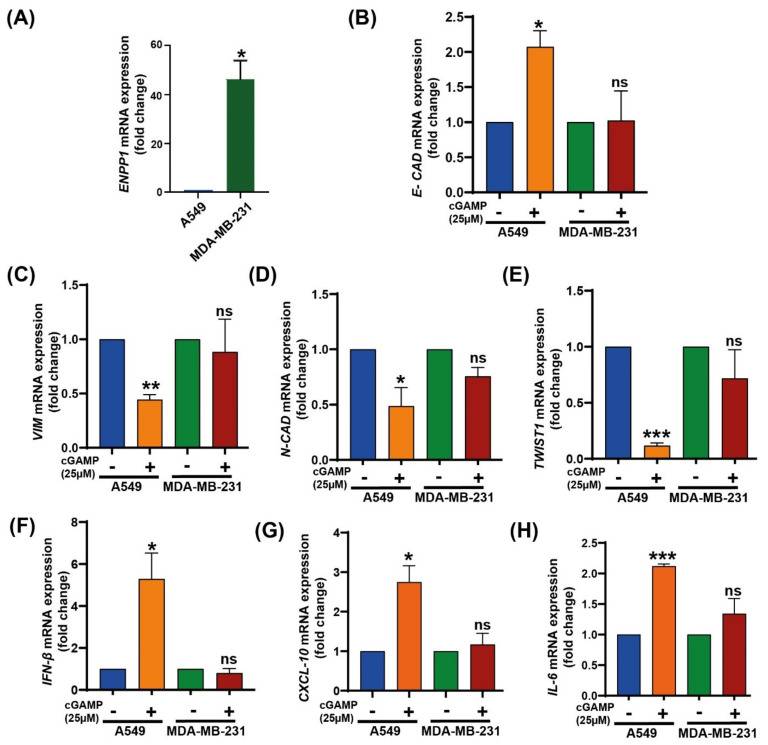 (A)
ENPP1 mRNA expression
(fold change)
60
40
20
0
*
A549
MDA-MB-231
(B)
E- CAD mRNA expression
(fold change)
2.5
2.0
1.5
1.0
0.5
0.0
*
ns
cGAMP
(25µM)
- + - +
A549 MDA-MB-231
(C)
VIM mRNA expression
(fold change)
1.5
1.0
0.5
0.0
**
ns
cGAMP
(25µM)
- + - +
A549 MDA-MB-231
(D)
N-CAD mRNA expression
(fold change)
1.5
1.0
0.5
0.0
*
ns
cGAMP
(25µM)
- + - +
A549 MDA-MB-231
(E)
TWIST1 mRNA expression
(fold change)
1.5
1.0
0.5
0.0
***
ns
cGAMP
(25µM)
- + - +
A549 MDA-MB-231
(F)
IFN-β mRNA expression
(fold change)
8
6
4
2
0
*
ns
cGAMP
(25µM)
- + - +
A549 MDA-MB-231
(G)
CXCL-10 mRNA expression
(fold change)
4
3
2
1
0
*
ns
cGAMP
(25µM)
- + - +
A549 MDA-MB-231
(H)
IL-6 mRNA expression
(fold change)
2.5
2.0
1.5
1.0
0.5
0.0
***
ns
cGAMP
(25µM)
- + - +
A549 MDA-MB-231